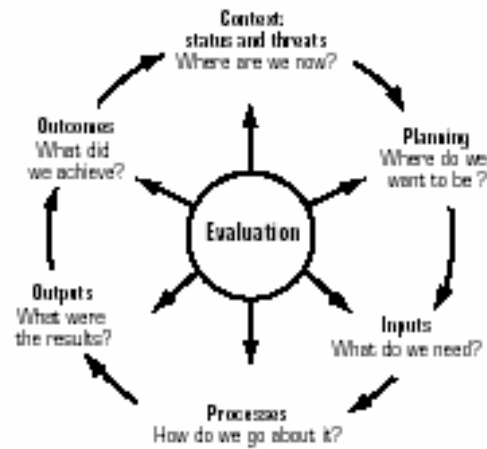 Context:
status and threats
Where are we now?
Planning
Where do we
want to be ?
Inputs
What do we need?
Processes
How do we go about it?
Outputs
What were
the results?
Outcomes
What did
we achieve?
Evaluation